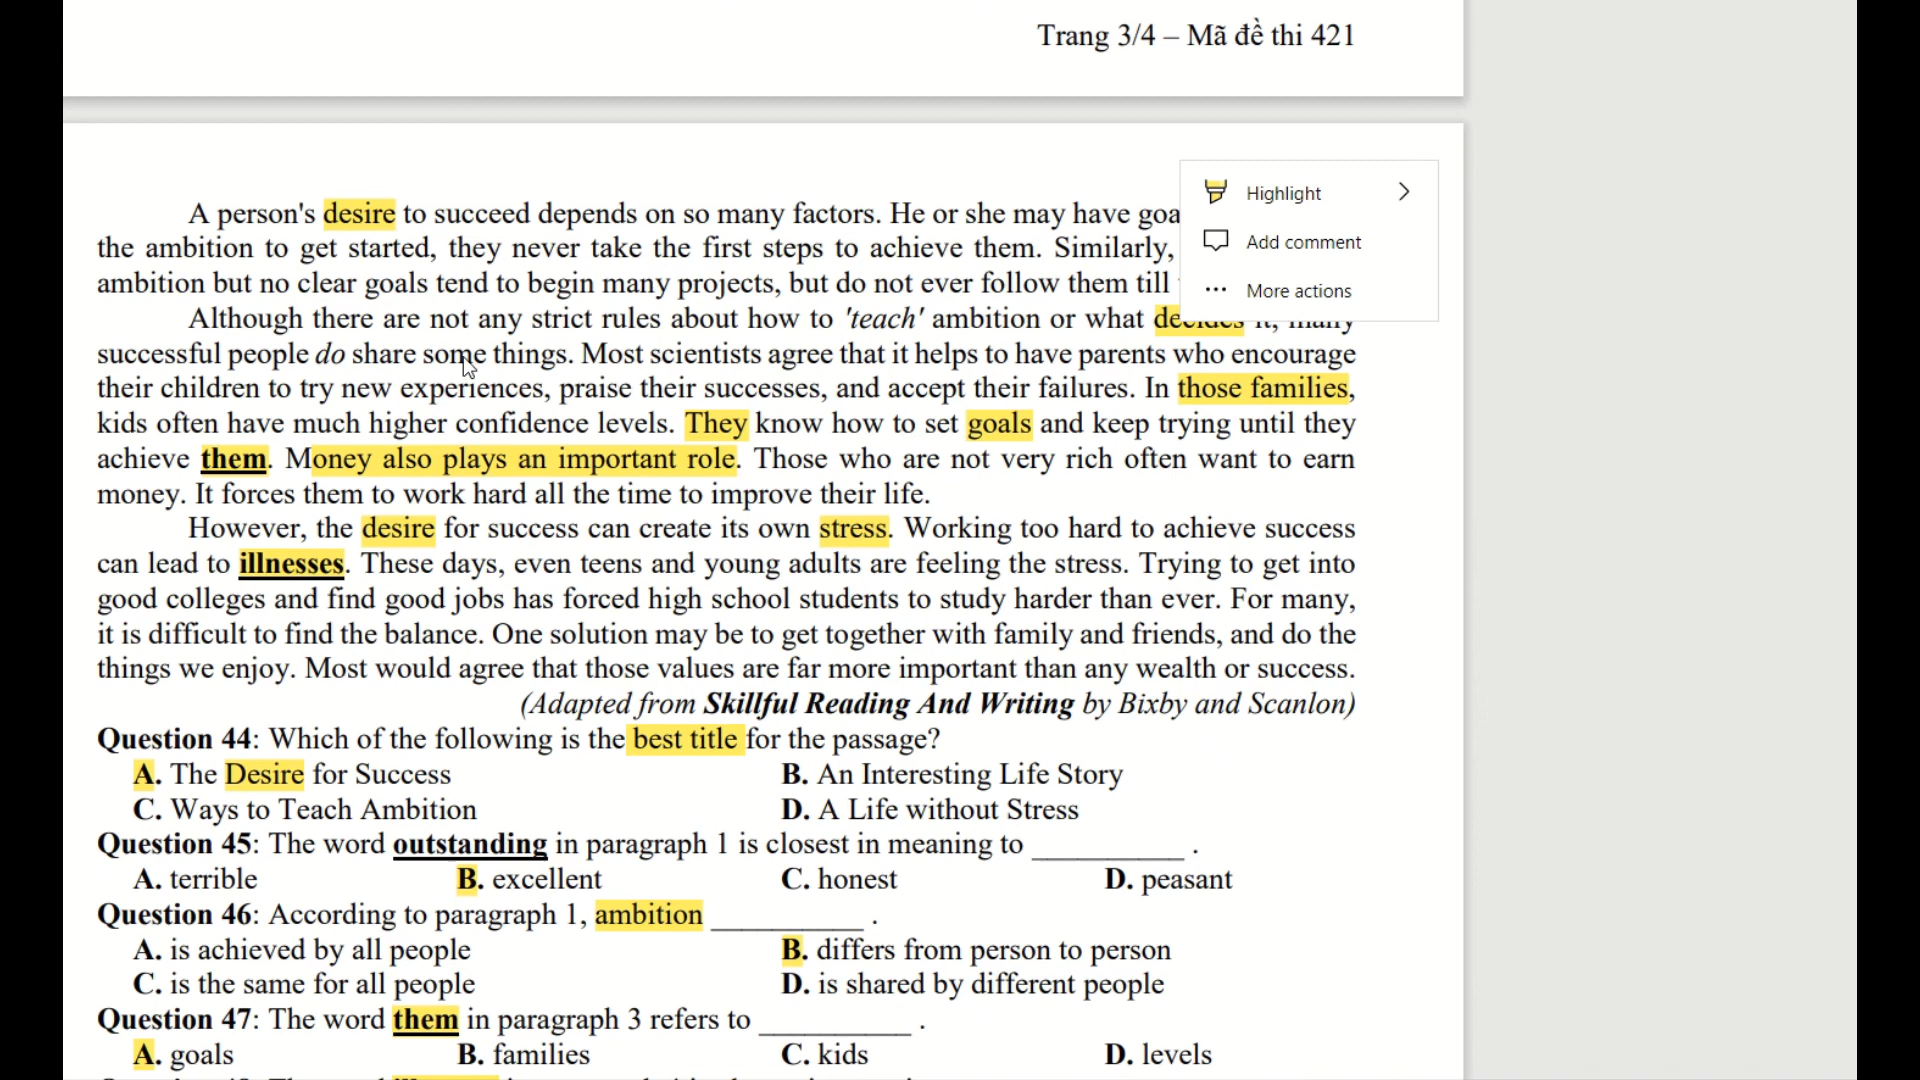 Trang 3/4 – Mã đề thi 421
Highlight
Add comment
More actions
A person's desire to succeed depends on so many factors. He or she may have
the ambition to get started, they never take the first steps to achieve them. Similarly,
ambition but no clear goals tend to begin many projects, but do not ever follow them till
Although there are not any strict rules about how to 'teach' ambition or what decides it, many
successful people do share some things. Most scientists agree that it helps to have parents who encourage
their children to try new experiences, praise their successes, and accept their failures. In those families,
kids often have much higher confidence levels. They know how to set goals and keep trying until they
achieve them. Money also plays an important role. Those who are not very rich often want to earn
money. It forces them to work hard all the time to improve their life.
However, the desire for success can create its own stress. Working too hard to achieve success
can lead to illnesses. These days, even teens and young adults are feeling the stress. Trying to get into
good colleges and find good jobs has forced high school students to study harder than ever. For many,
it is difficult to find the balance. One solution may be to get together with family and friends, and do the
things we enjoy. Most would agree that those values are far more important than any wealth or success.
(Adapted from Skillful Reading And Writing by Bixby and Scanlon)
Question 44: Which of the following is the best title for the passage?
A. The Desire for Success B. An Interesting Life Story
C. Ways to Teach Ambition D. A Life without Stress
Question 45: The word outstanding in paragraph 1 is closest in meaning to __________ .
A. terrible B. excellent C. honest D. peasant
Question 46: According to paragraph 1, ambition __________ .
A. is achieved by all people B. differs from person to person
C. is the same for all people D. is shared by different people
Question 47: The word them in paragraph 3 refers to __________ .
A. goals B. families C. kids D. levels